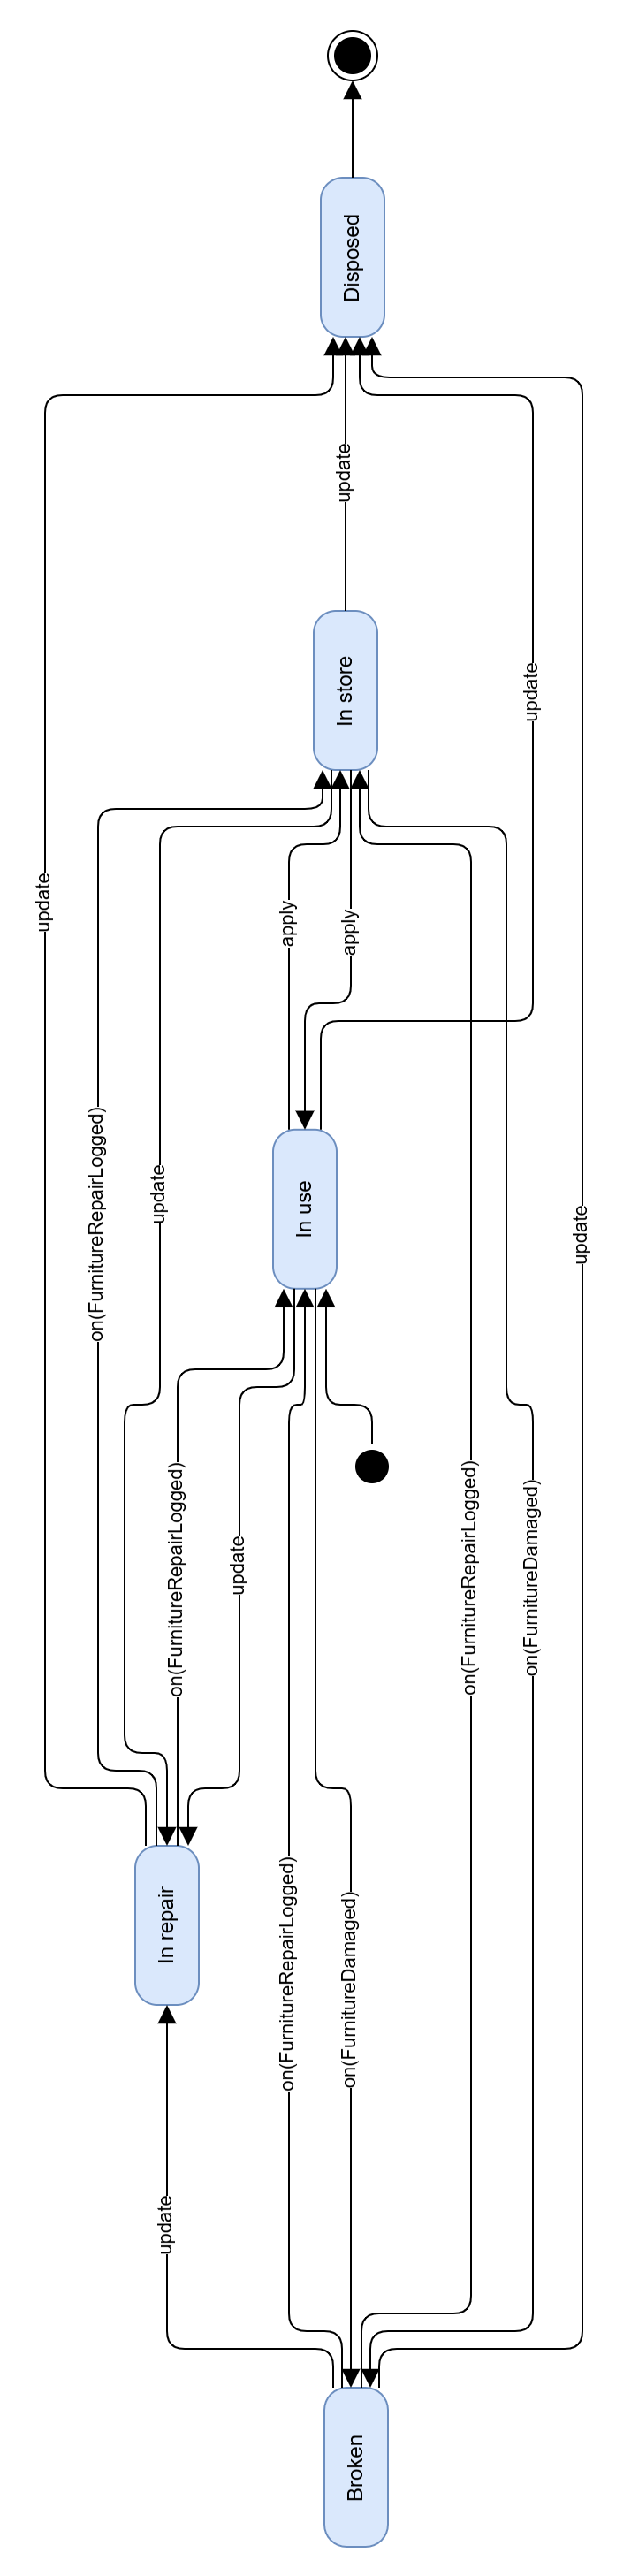 Disposed
update
In store
update
update
apply
apply
on(FurnitureRepairLogged)
update
In use
update
on(FurnitureRepairLogged)
update
on(FurnitureRepairLogged)
on(FurnitureDamaged)
In repair
on(FurnitureRepairLogged)
on(FurnitureDamaged)
update
Broken